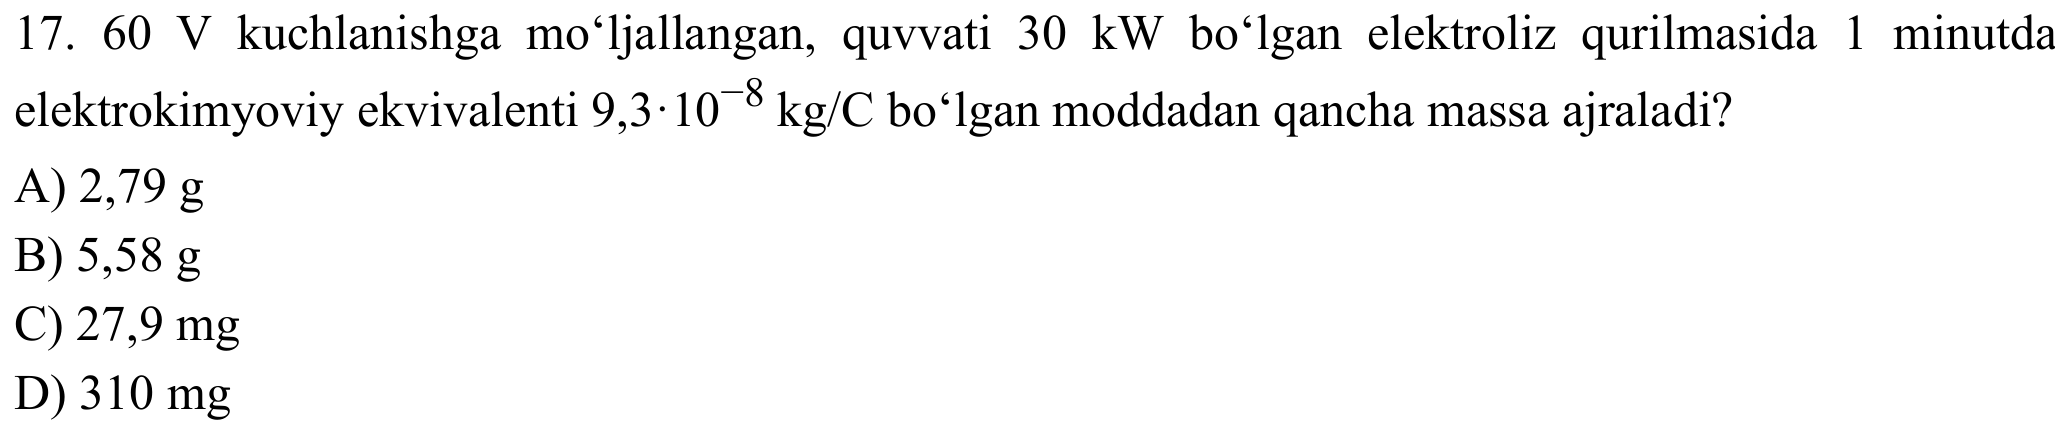 17. 60 V kuchlanishga mo‘ljallangan, quvvati 30 kW bo‘lgan elektroliz qurilmasida 1 minutda
elektrokimyoviy ekvivalenti 9,3·10⁻⁸ kg/C bo‘lgan moddadan qancha massa ajraladi?
A) 2,79 g
B) 5,58 g
C) 27,9 mg
D) 310 mg